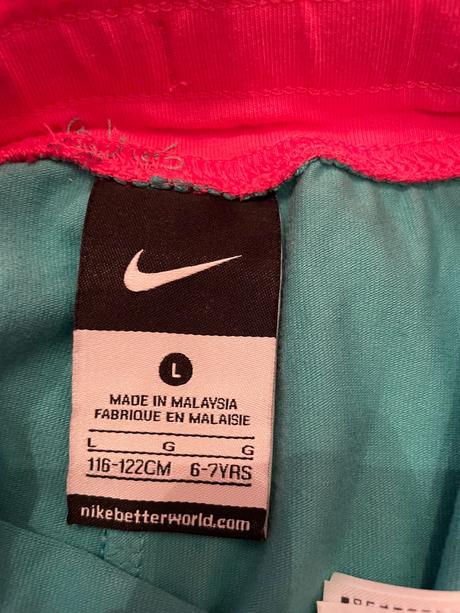 L
MADE IN MALAYSIA
FABRIQUE EN MALAISIE
L G G
116-122CM 6-7YRS
nikebetterworld.com